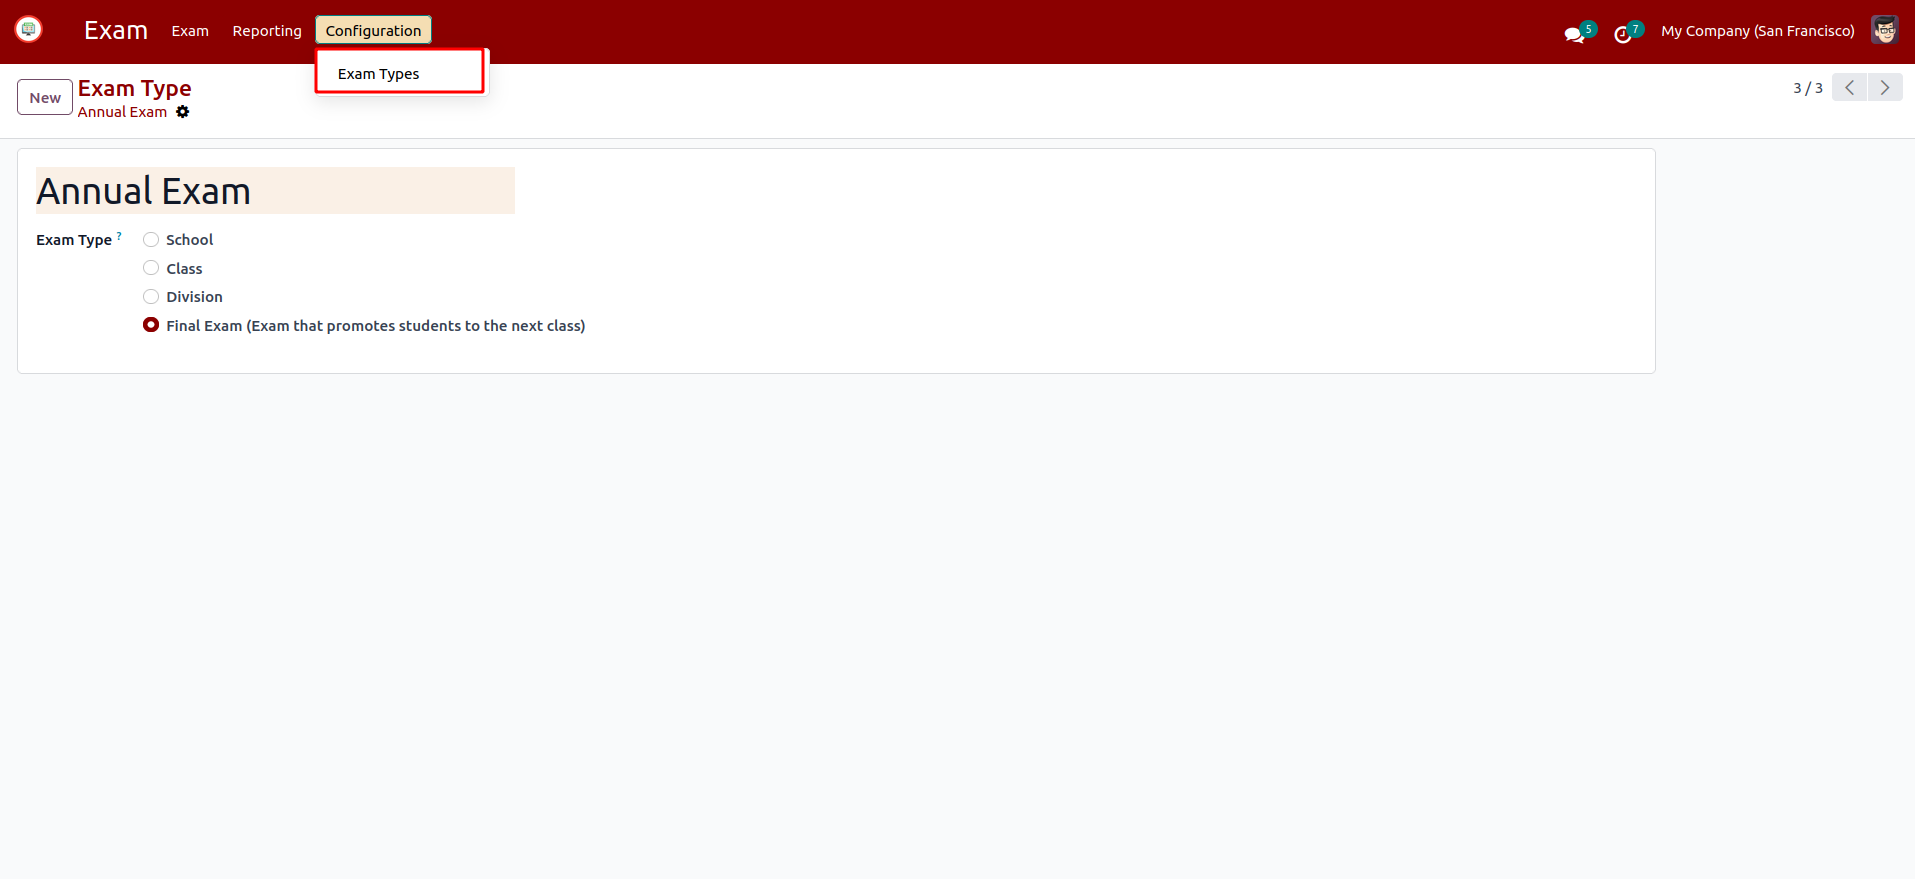 Exam Exam Reporting Configuration 5 7 My Company (San Francisco)
Exam Types
New Exam Type 3 / 3
Annual Exam
Annual Exam
Exam Type ? School
Class
Division
Final Exam (Exam that promotes students to the next class)